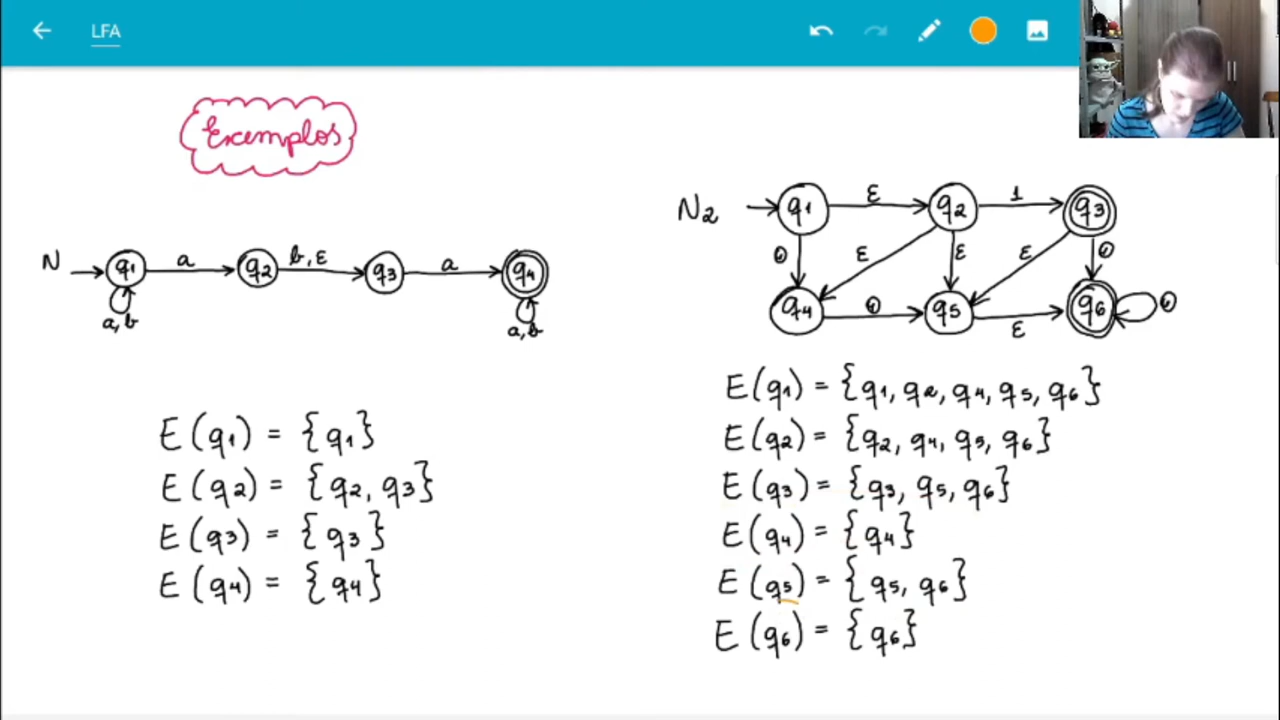 LFA
Exemplos
N q1 a q2 b, ε q3 a q4
a, b a, b
E(q1) = {q1}
E(q2) = {q2, q3}
E(q3) = {q3}
E(q4) = {q4}
N2 q1 ε q2 1 q3
0 ε ε ε 0
q4 0 q5 ε q6 0
E(q1) = {q1, q2, q4, q5, q6}
E(q2) = {q2, q4, q5, q6}
E(q3) = {q3, q5, q6}
E(q4) = {q4}
E(q5) = {q5, q6}
E(q6) = {q6}